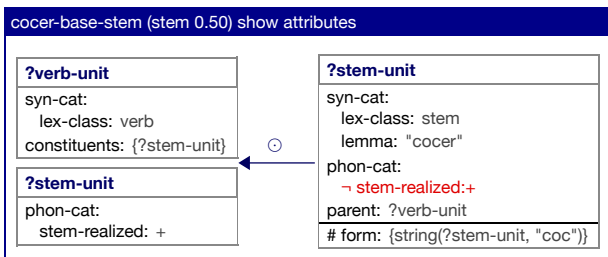 cocer-base-stem (stem 0.50) show attributes
?verb-unit
syn-cat:
lex-class: verb
constituents: {?stem-unit}
?stem-unit
phon-cat:
stem-realized: +
⊙
?stem-unit
syn-cat:
lex-class: stem
lemma: "cocer"
phon-cat:
¬ stem-realized:+
parent: ?verb-unit
# form: {string(?stem-unit, "coc")}